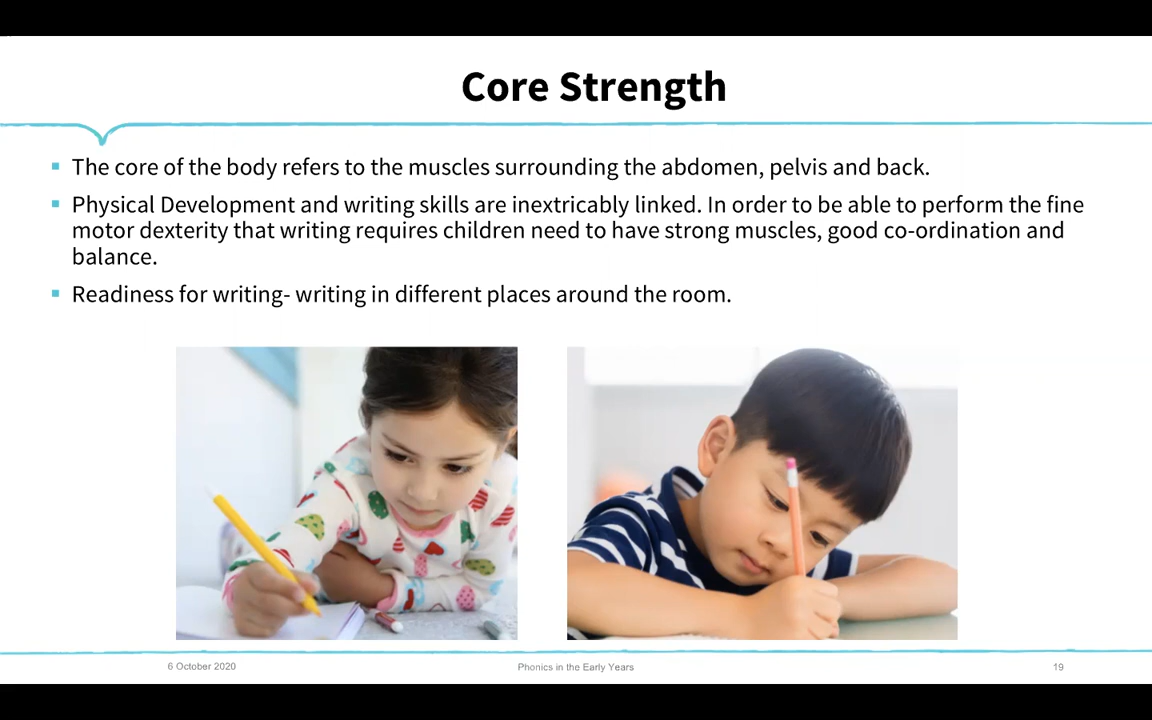 Core Strength
The core of the body refers to the muscles surrounding the abdomen, pelvis and back.
Physical Development and writing skills are inextricably linked. In order to be able to perform the fine
motor dexterity that writing requires children need to have strong muscles, good co-ordination and
balance.
Readiness for writing- writing in different places around the room.
6 October 2020
Phonics in the Early Years
19